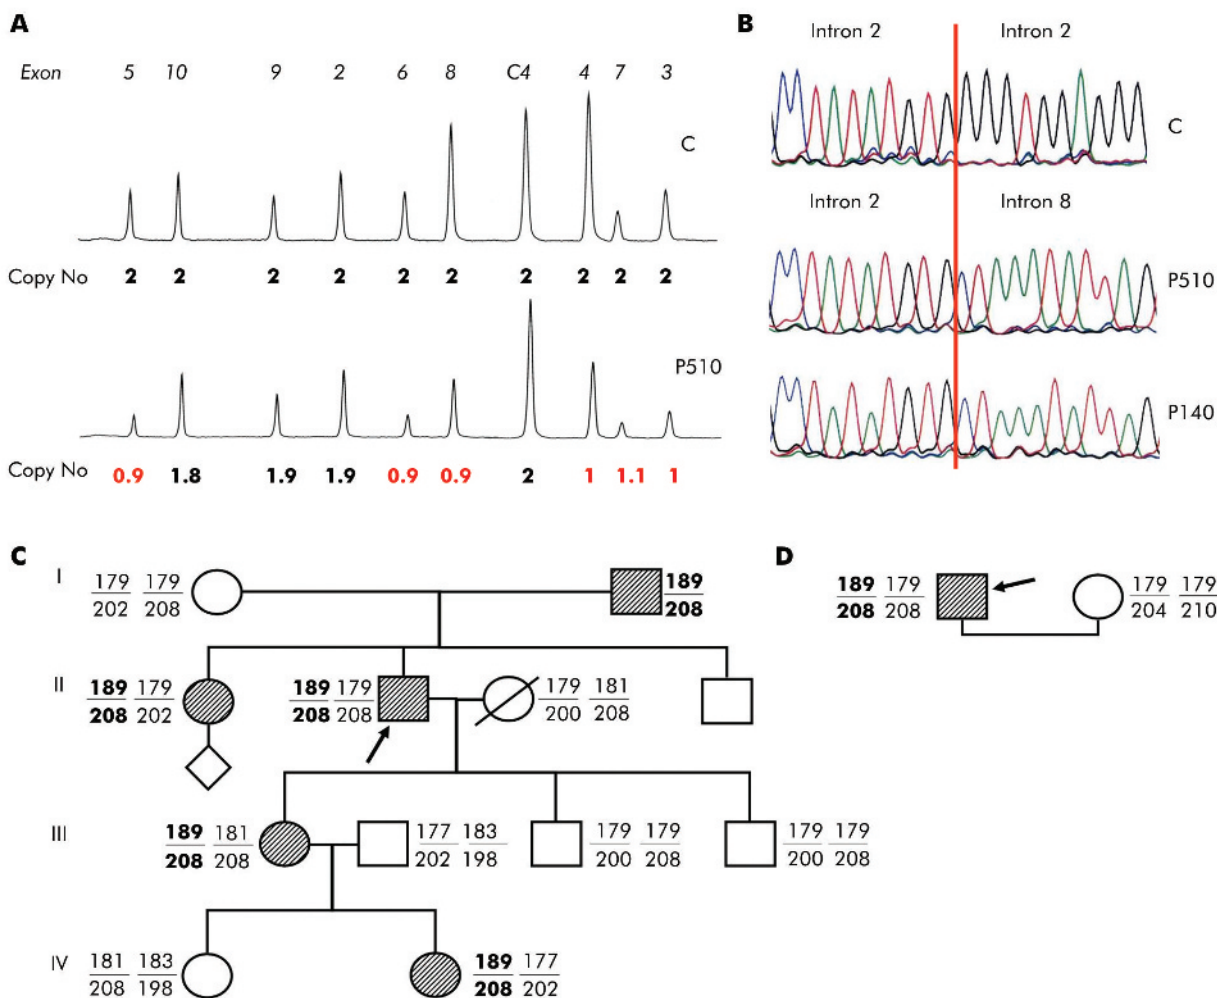 A
Exon 5 10 9 2 6 8 C4 4 7 3
C
Copy No 2 2 2 2 2 2 2 2 2 2
P510
Copy No 0.9 1.8 1.9 1.9 0.9 0.9 2 1 1.1 1
B
Intron 2 Intron 2
C
Intron 2 Intron 8
P510
P140
C
I
179 179 189
202 208 208
II
189 179 189 179 179 181
208 202 208 208 200 208
III
189 181 177 183 179 179 179 179
208 208 202 198 200 208 200 208
IV
181 183 189 177
208 198 208 202
D
189 179 179 179
208 208 204 210